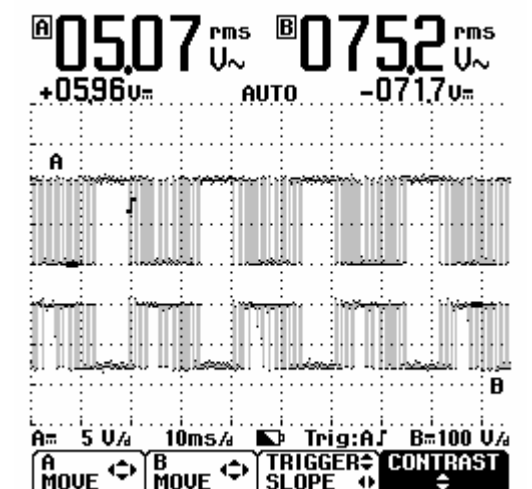 A 05.07 rms V~ B 075.2 rms V~
+05.96V⎓ AUTO -071.7V⎓
A
B
A⎓ 5 V/d 10ms/d Trig:A∫ B⎓100 V/d
A MOVE B MOVE TRIGGER SLOPE CONTRAST